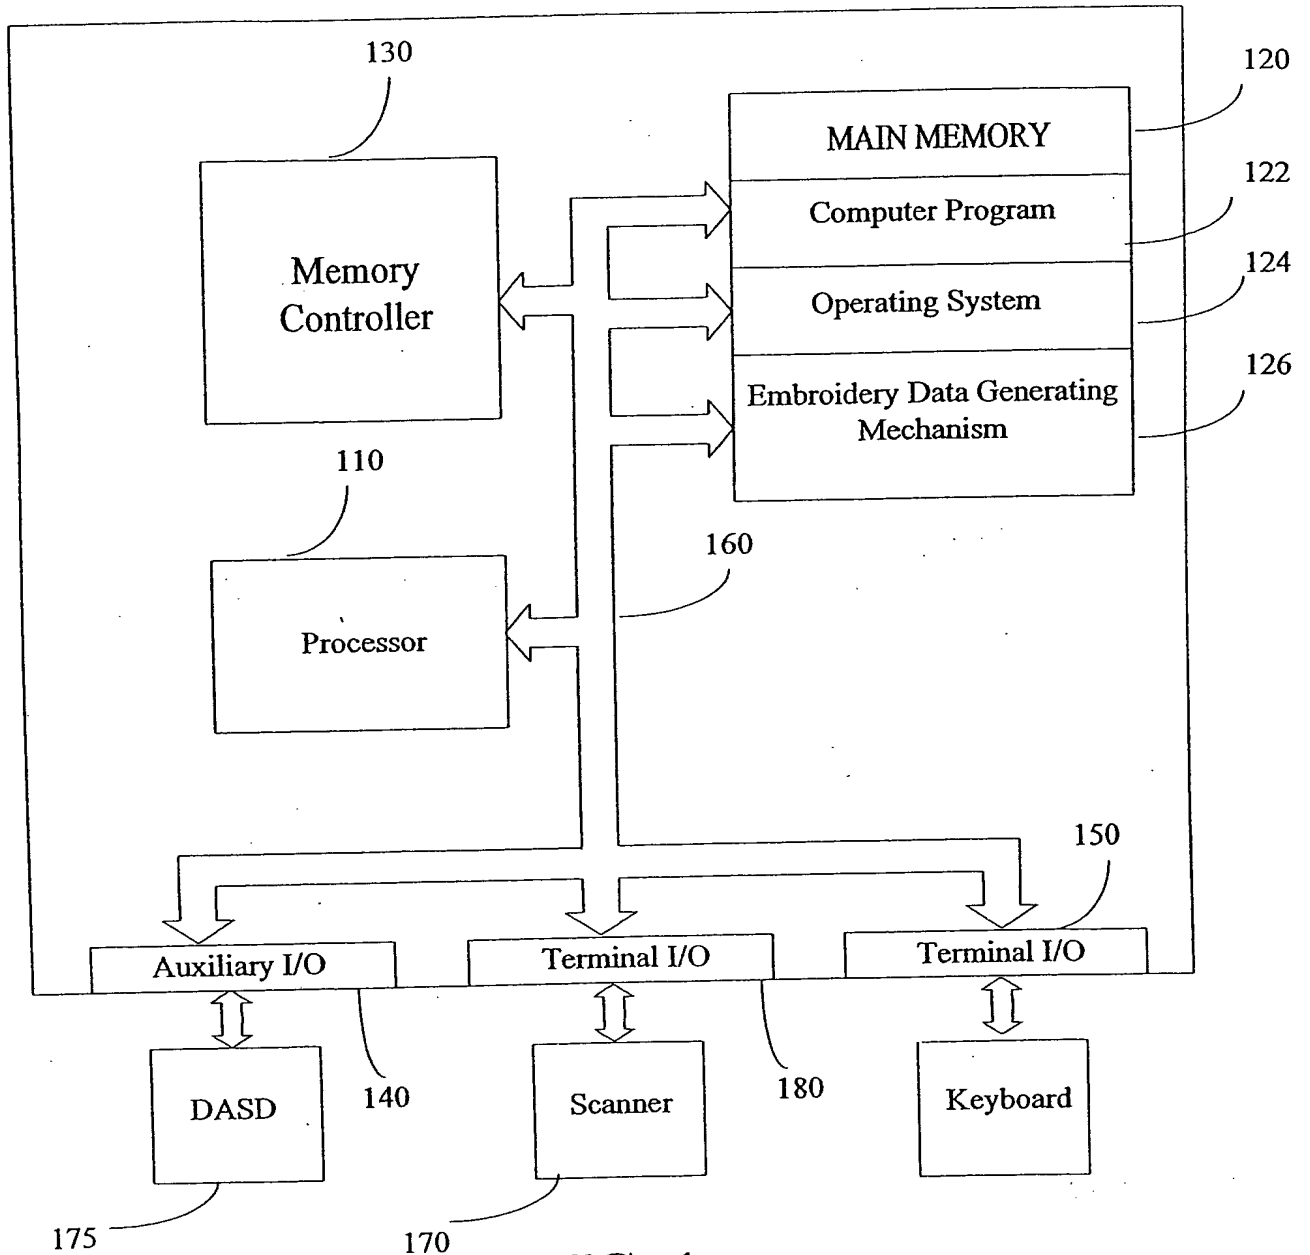 130
120
MAIN MEMORY
122
Computer Program
Memory
Controller
124
Operating System
126
Embroidery Data Generating
Mechanism
110
160
Processor
150
Auxiliary I/O
Terminal I/O
Terminal I/O
140
180
DASD
Scanner
Keyboard
175
170